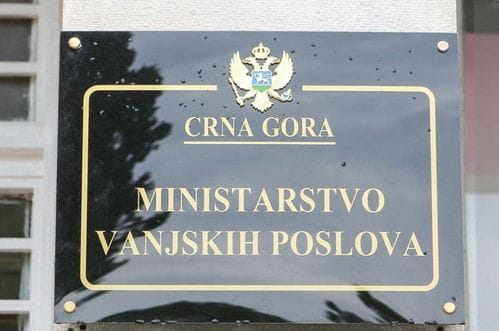 CRNA GORA
MINISTARSTVO
VANJSKIH POSLOVA